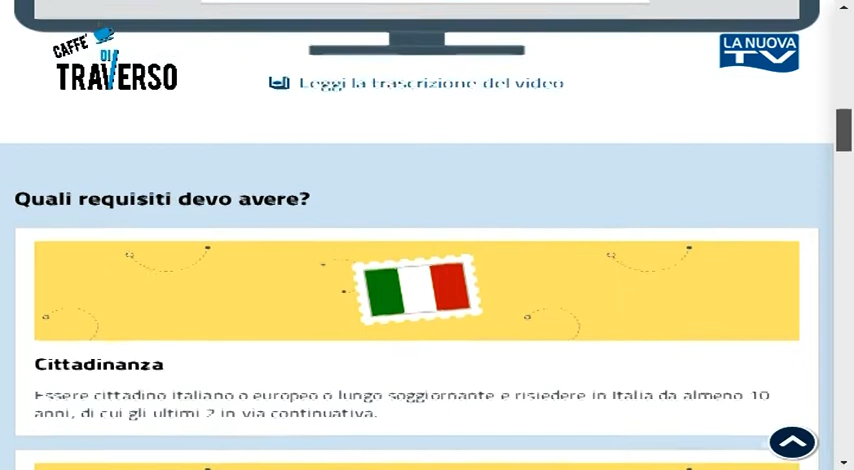 CAFFE' DI TRAVERSO
LA NUOVA TV
Leggi la trascrizione del video
Quali requisiti devo avere?
Cittadinanza
Essere cittadino italiano o europeo o lungo soggiornante e risiedere in Italia da almeno 10
anni, di cui gli ultimi 2 in via continuativa.